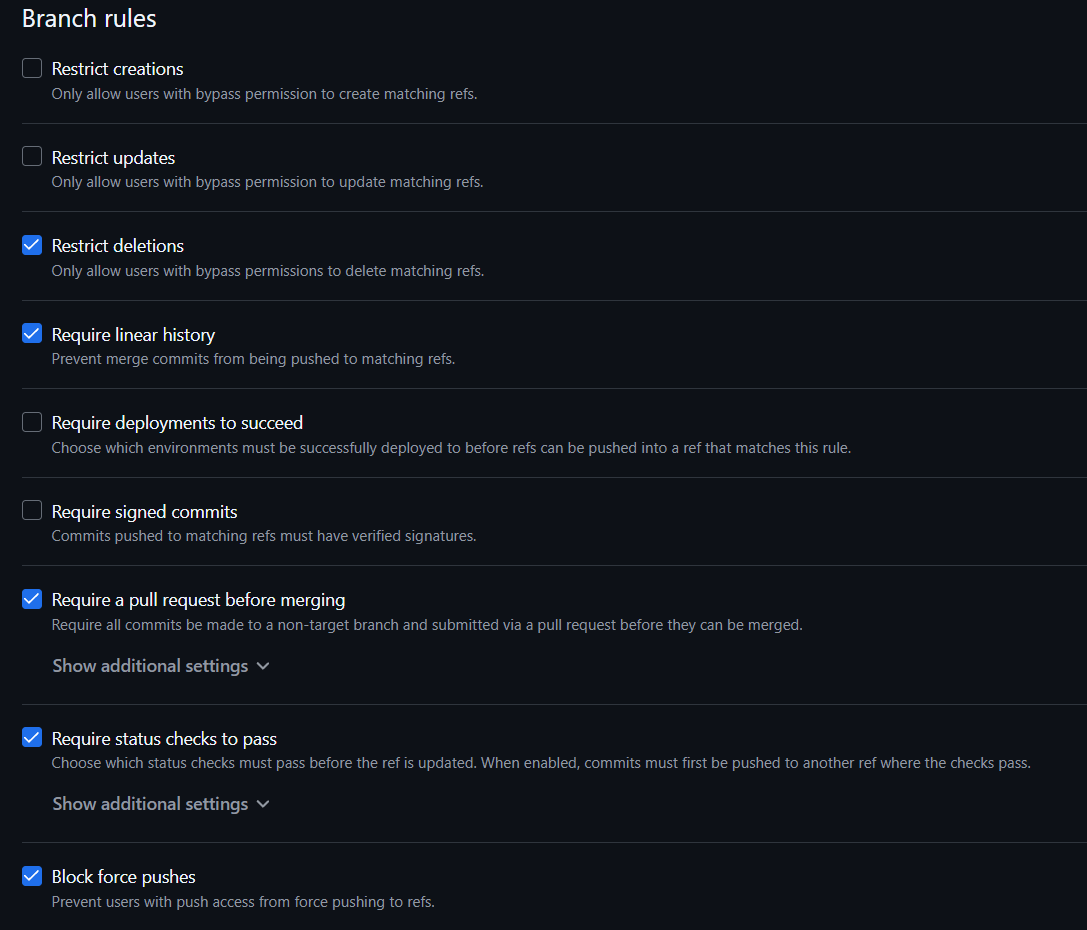 Branch rules
Restrict creations
Only allow users with bypass permission to create matching refs.
Restrict updates
Only allow users with bypass permission to update matching refs.
Restrict deletions
Only allow users with bypass permissions to delete matching refs.
Require linear history
Prevent merge commits from being pushed to matching refs.
Require deployments to succeed
Choose which environments must be successfully deployed to before refs can be pushed into a ref that matches this rule.
Require signed commits
Commits pushed to matching refs must have verified signatures.
Require a pull request before merging
Require all commits be made to a non-target branch and submitted via a pull request before they can be merged.
Show additional settings
Require status checks to pass
Choose which status checks must pass before the ref is updated. When enabled, commits must first be pushed to another ref where the checks pass.
Show additional settings
Block force pushes
Prevent users with push access from force pushing to refs.